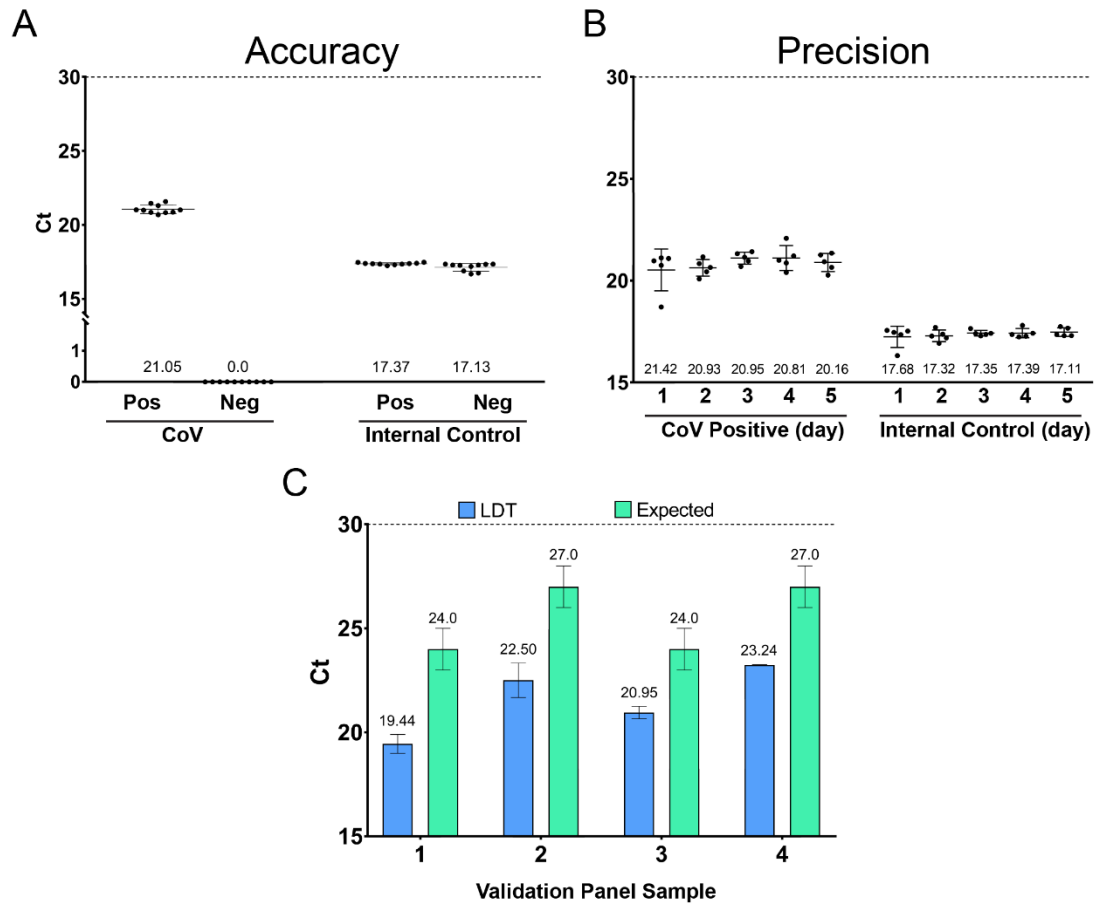 A
Accuracy
30
25
20
15
1
0
Ct
21.05
0.0
17.37
17.13
Pos
Neg
Pos
Neg
CoV
Internal Control
B
Precision
30
25
20
15
21.42
20.93
20.95
20.81
20.16
17.68
17.32
17.35
17.39
17.11
1
2
3
4
5
1
2
3
4
5
CoV Positive (day)
Internal Control (day)
C
LDT
Expected
30
25
20
15
Ct
19.44
24.0
22.50
27.0
20.95
24.0
23.24
27.0
1
2
3
4
Validation Panel Sample